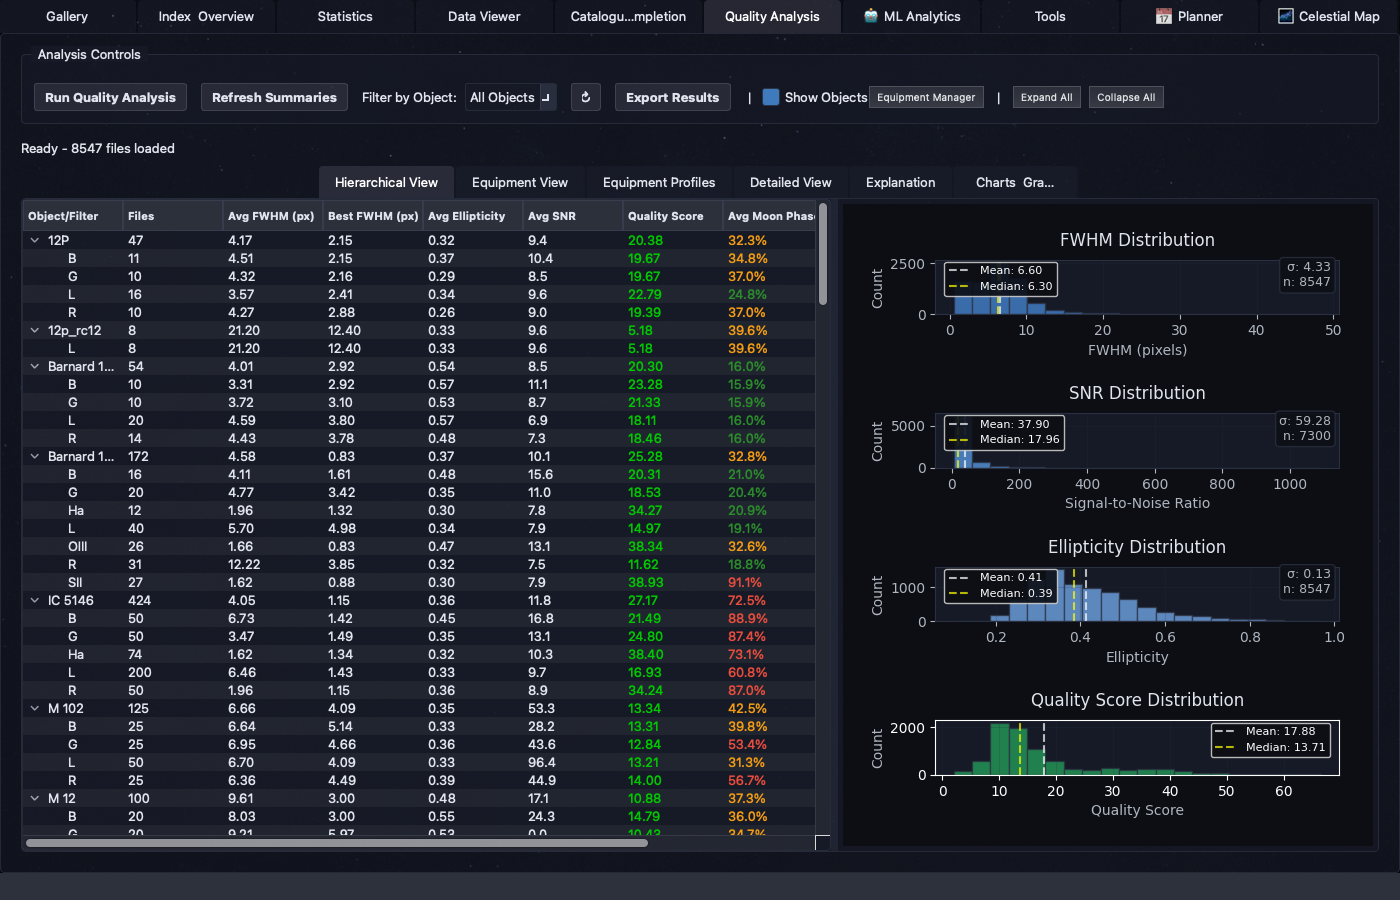 Gallery Index Overview Statistics Data Viewer Catalogu...mpletion Quality Analysis ML Analytics Tools Planner Celestial Map
Analysis Controls
Run Quality Analysis Refresh Summaries Filter by Object: All Objects Export Results | Show Objects Equipment Manager | Expand All Collapse All
Ready - 8547 files loaded
Hierarchical View Equipment View Equipment Profiles Detailed View Explanation Charts Gra...
Object/Filter Files Avg FWHM (px) Best FWHM (px) Avg Ellipticity Avg SNR Quality Score Avg Moon Phas
12P 47 4.17 2.15 0.32 9.4 20.38 32.3%
B 11 4.51 2.15 0.37 10.4 19.67 34.8%
G 10 4.32 2.16 0.29 8.5 19.67 37.0%
L 16 3.57 2.41 0.34 9.6 22.79 24.8%
R 10 4.27 2.88 0.26 9.0 19.39 37.0%
12p_rc12 8 21.20 12.40 0.33 9.6 5.18 39.6%
L 8 21.20 12.40 0.33 9.6 5.18 39.6%
Barnard 1... 54 4.01 2.92 0.54 8.5 20.30 16.0%
B 10 3.31 2.92 0.57 11.1 23.28 15.9%
G 10 3.72 3.10 0.53 8.7 21.33 15.9%
L 20 4.59 3.80 0.57 6.9 18.11 16.0%
R 14 4.43 3.78 0.48 7.3 18.46 16.0%
Barnard 1... 172 4.58 0.83 0.37 10.1 25.28 32.8%
B 16 4.11 1.61 0.48 15.6 20.31 21.0%
G 20 4.77 3.42 0.35 11.0 18.53 20.4%
Ha 12 1.96 1.32 0.30 7.8 34.27 20.9%
L 40 5.70 4.98 0.34 7.9 14.97 19.1%
OIII 26 1.66 0.83 0.47 13.1 38.34 32.6%
R 31 12.22 3.85 0.32 7.5 11.62 18.8%
SII 27 1.62 0.88 0.30 7.9 38.93 91.1%
IC 5146 424 4.05 1.15 0.36 11.8 27.17 72.5%
B 50 6.73 1.42 0.45 16.8 21.49 88.9%
G 50 3.47 1.49 0.35 13.1 24.80 87.4%
Ha 74 1.62 1.34 0.32 10.3 38.40 73.1%
L 200 6.46 1.43 0.33 9.7 16.93 60.8%
R 50 1.96 1.15 0.36 8.9 34.24 87.0%
M 102 125 6.66 4.09 0.35 53.3 13.34 42.5%
B 25 6.64 5.14 0.33 28.2 13.31 39.8%
G 25 6.95 4.66 0.36 43.6 12.84 53.4%
L 50 6.70 4.09 0.33 96.4 13.21 31.3%
R 25 6.36 4.49 0.39 44.9 14.00 56.7%
M 12 100 9.61 3.00 0.48 17.1 10.88 37.3%
B 20 8.03 3.00 0.55 24.3 14.79 36.0%
G 20 9.21 5.97 0.53 0.0 10.43 34.7%
FWHM Distribution
Count
2500
0
Mean: 6.60
Median: 6.30
σ: 4.33
n: 8547
0 10 20 30 40 50
FWHM (pixels)
SNR Distribution
Count
5000
0
Mean: 37.90
Median: 17.96
σ: 59.28
n: 7300
0 200 400 600 800 1000
Signal-to-Noise Ratio
Ellipticity Distribution
Count
1000
0
Mean: 0.41
Median: 0.39
σ: 0.13
n: 8547
0.2 0.4 0.6 0.8 1.0
Ellipticity
Quality Score Distribution
Count
2000
0
Mean: 17.88
Median: 13.71
0 10 20 30 40 50 60
Quality Score